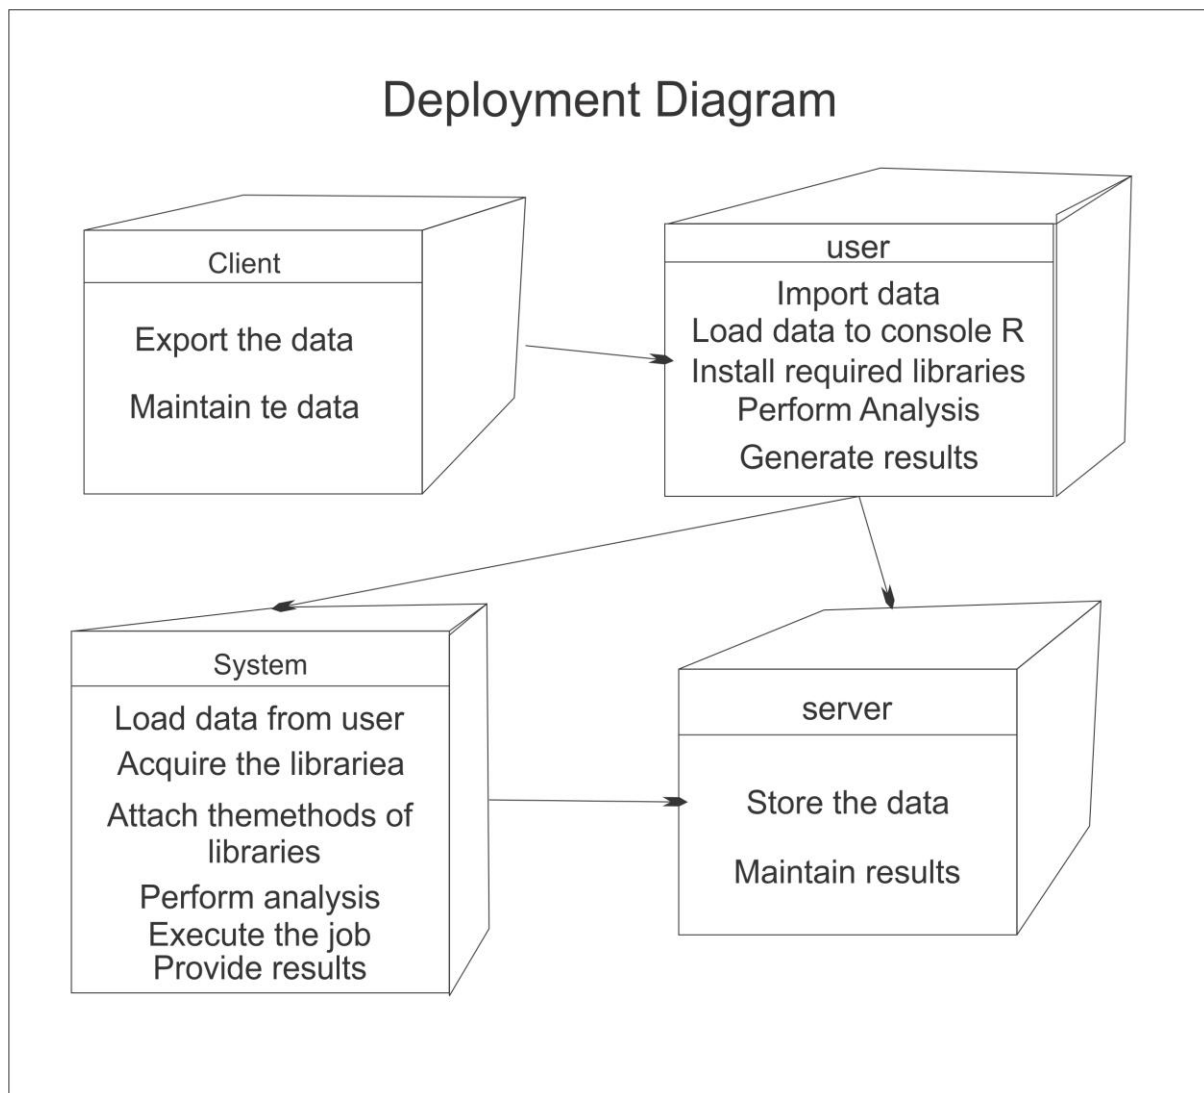 Deployment Diagram
Client
Export the data
Maintain te data
user
Import data
Load data to console R
Install required libraries
Perform Analysis
Generate results
System
Load data from user
Acquire the librariea
Attach themethods of
libraries
Perform analysis
Execute the job
Provide results
server
Store the data
Maintain results